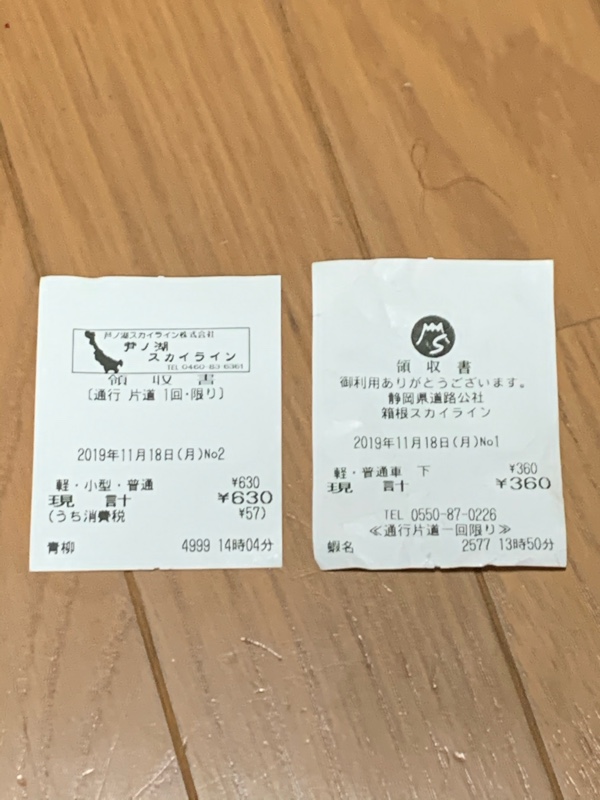 芦ノ湖スカイライン株式会社
芦ノ湖
スカイライン
TEL 0460-83-6361
領収書
〔通行 片道 1回・限り〕
2019年11月18日(月)No2
軽・小型・普通 ¥630
現 計 ¥630
(うち消費税 ¥57)
青柳 4999 14時04分
領収書
御利用ありがとうございます。
静岡県道路公社
箱根スカイライン
2019年11月18日(月)No1
軽・普通車 下 ¥360
現 計 ¥360
TEL 0550-87-0226
≪通行片道一回限り≫
蝦名 2577 13時50分